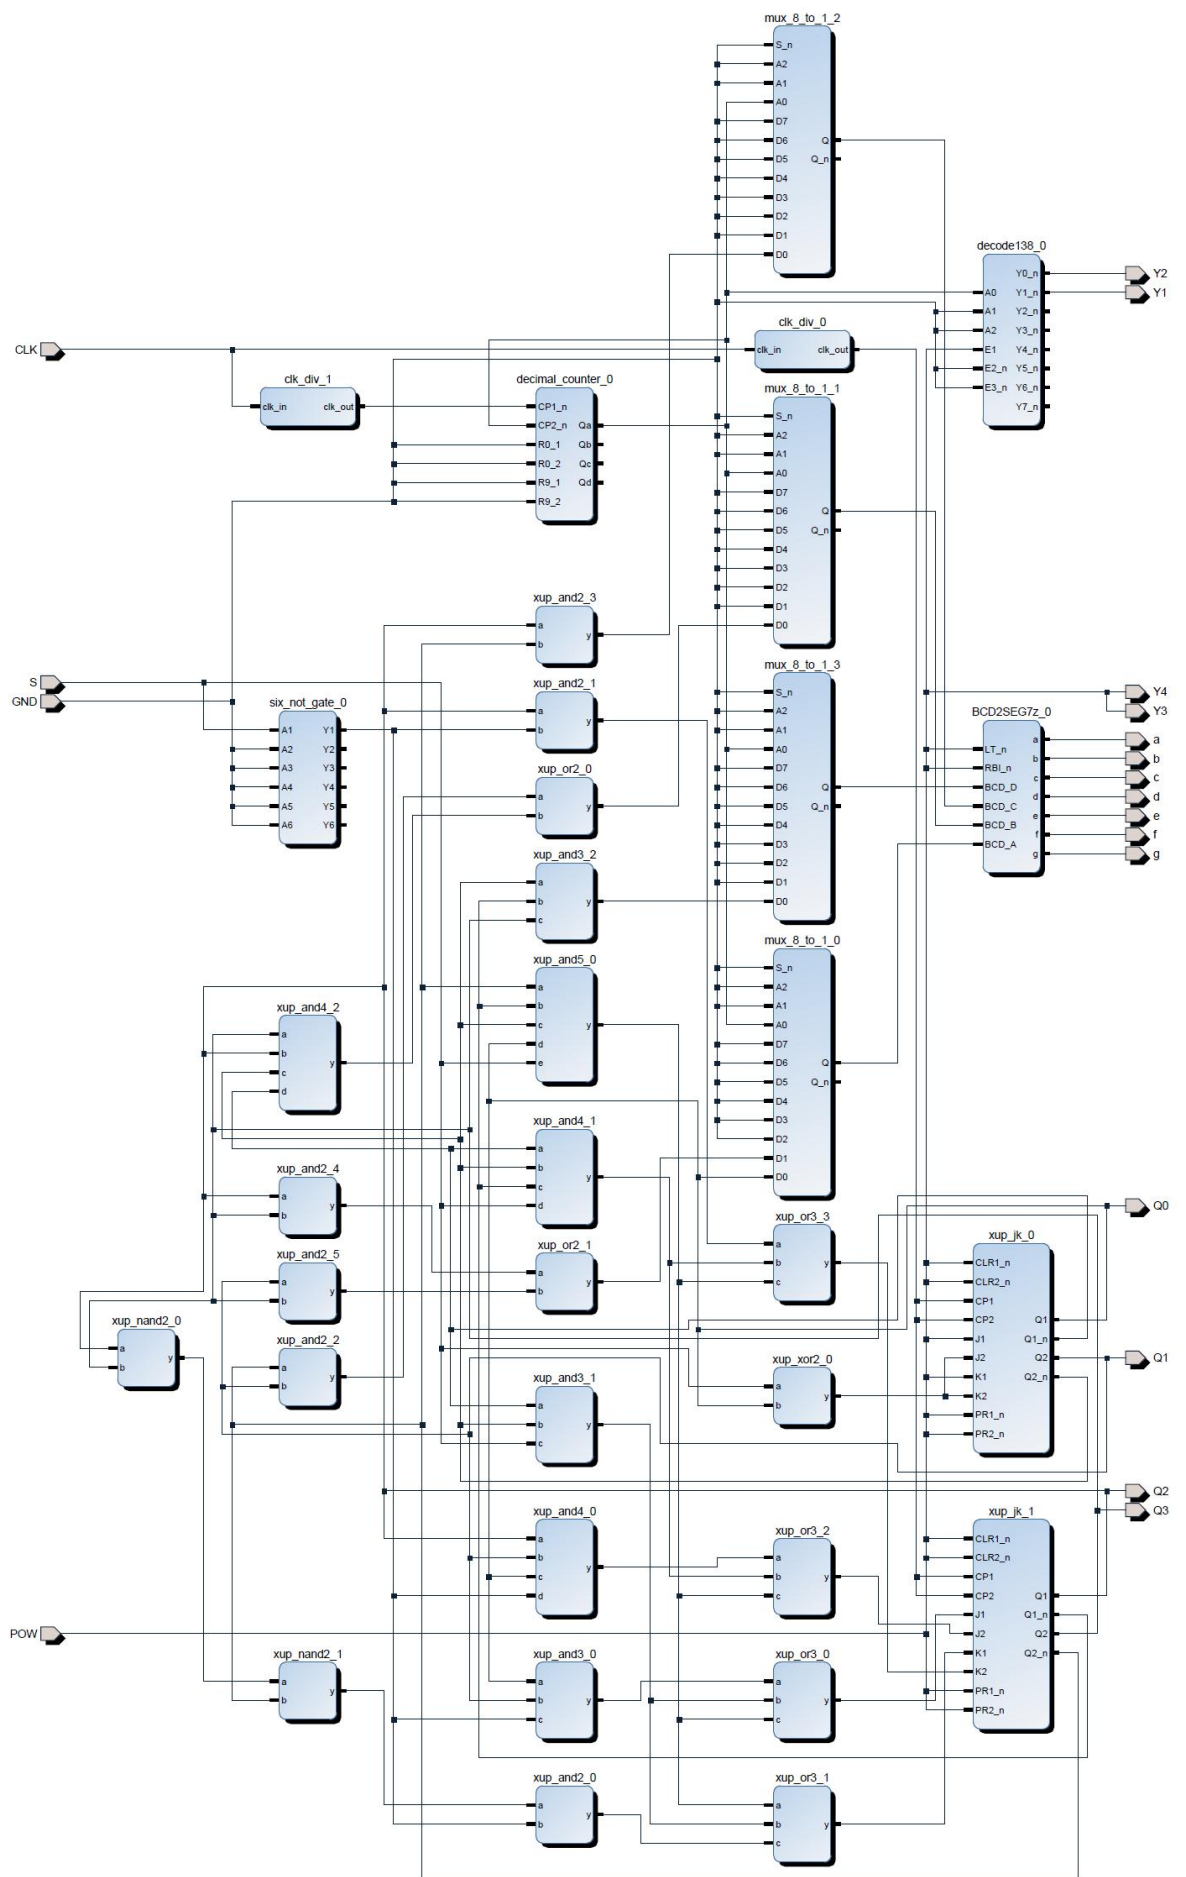 mux_8_to_1_2
S_n
A2
A1
A0
D7
D6 Q
D5 Q_n
D4
D3
D2
D1
D0
decode138_0
Y0_n Y2
A0 Y1_n Y1
A1 Y2_n
A2 Y3_n
E1 Y4_n
E2_n Y5_n
E3_n Y6_n
Y7_n
clk_div_0
CLK clk_in clk_out
clk_div_1
clk_in clk_out
decimal_counter_0
CP1_n
CP2_n Qa
R0_1 Qb
R0_2 Qc
R9_1 Qd
R9_2
mux_8_to_1_1
S_n
A2
A1
A0
D7
D6 Q
D5 Q_n
D4
D3
D2
D1
D0
xup_and2_3
a
y
b
S
GND
six_not_gate_0
A1 Y1
A2 Y2
A3 Y3
A4 Y4
A5 Y5
A6 Y6
xup_and2_1
a
y
b
xup_or2_0
a
y
b
mux_8_to_1_3
S_n
A2
A1
A0
D7
D6 Q
D5 Q_n
D4
D3
D2
D1
D0
Y4
Y3
BCD2SEG7z_0
a a
LT_n b b
RBI_n c c
BCD_D d d
BCD_C e e
BCD_B f f
BCD_A g g
xup_and3_2
a
b y
c
mux_8_to_1_0
S_n
A2
A1
A0
D7
D6 Q
D5 Q_n
D4
D3
D2
D1
D0
xup_and5_0
a
b
c y
d
e
xup_and4_2
a
b
y
c
d
xup_and4_1
a
b
y
c
d
xup_and2_4
a
y
b
xup_and2_5
a
y
b
xup_or2_1
a
y
b
xup_or3_3
a
b y
c
Q0
xup_jk_0
CLR1_n
CLR2_n
CP1
CP2 Q1
J1 Q1_n
J2 Q2 Q1
K1 Q2_n
K2
PR1_n
PR2_n
xup_nand2_0
a
y
b
xup_and2_2
a
y
b
xup_xor2_0
a
y
b
xup_and3_1
a
b y
c
Q2
Q3
xup_and4_0
a
b
y
c
d
xup_or3_2
a
b y
c
xup_jk_1
CLR1_n
CLR2_n
CP1
CP2 Q1
J1 Q1_n
J2 Q2
K1 Q2_n
K2
PR1_n
PR2_n
POW
xup_nand2_1
a
y
b
xup_and3_0
a
b y
c
xup_or3_0
a
b y
c
xup_and2_0
a
y
b
xup_or3_1
a
b y
c